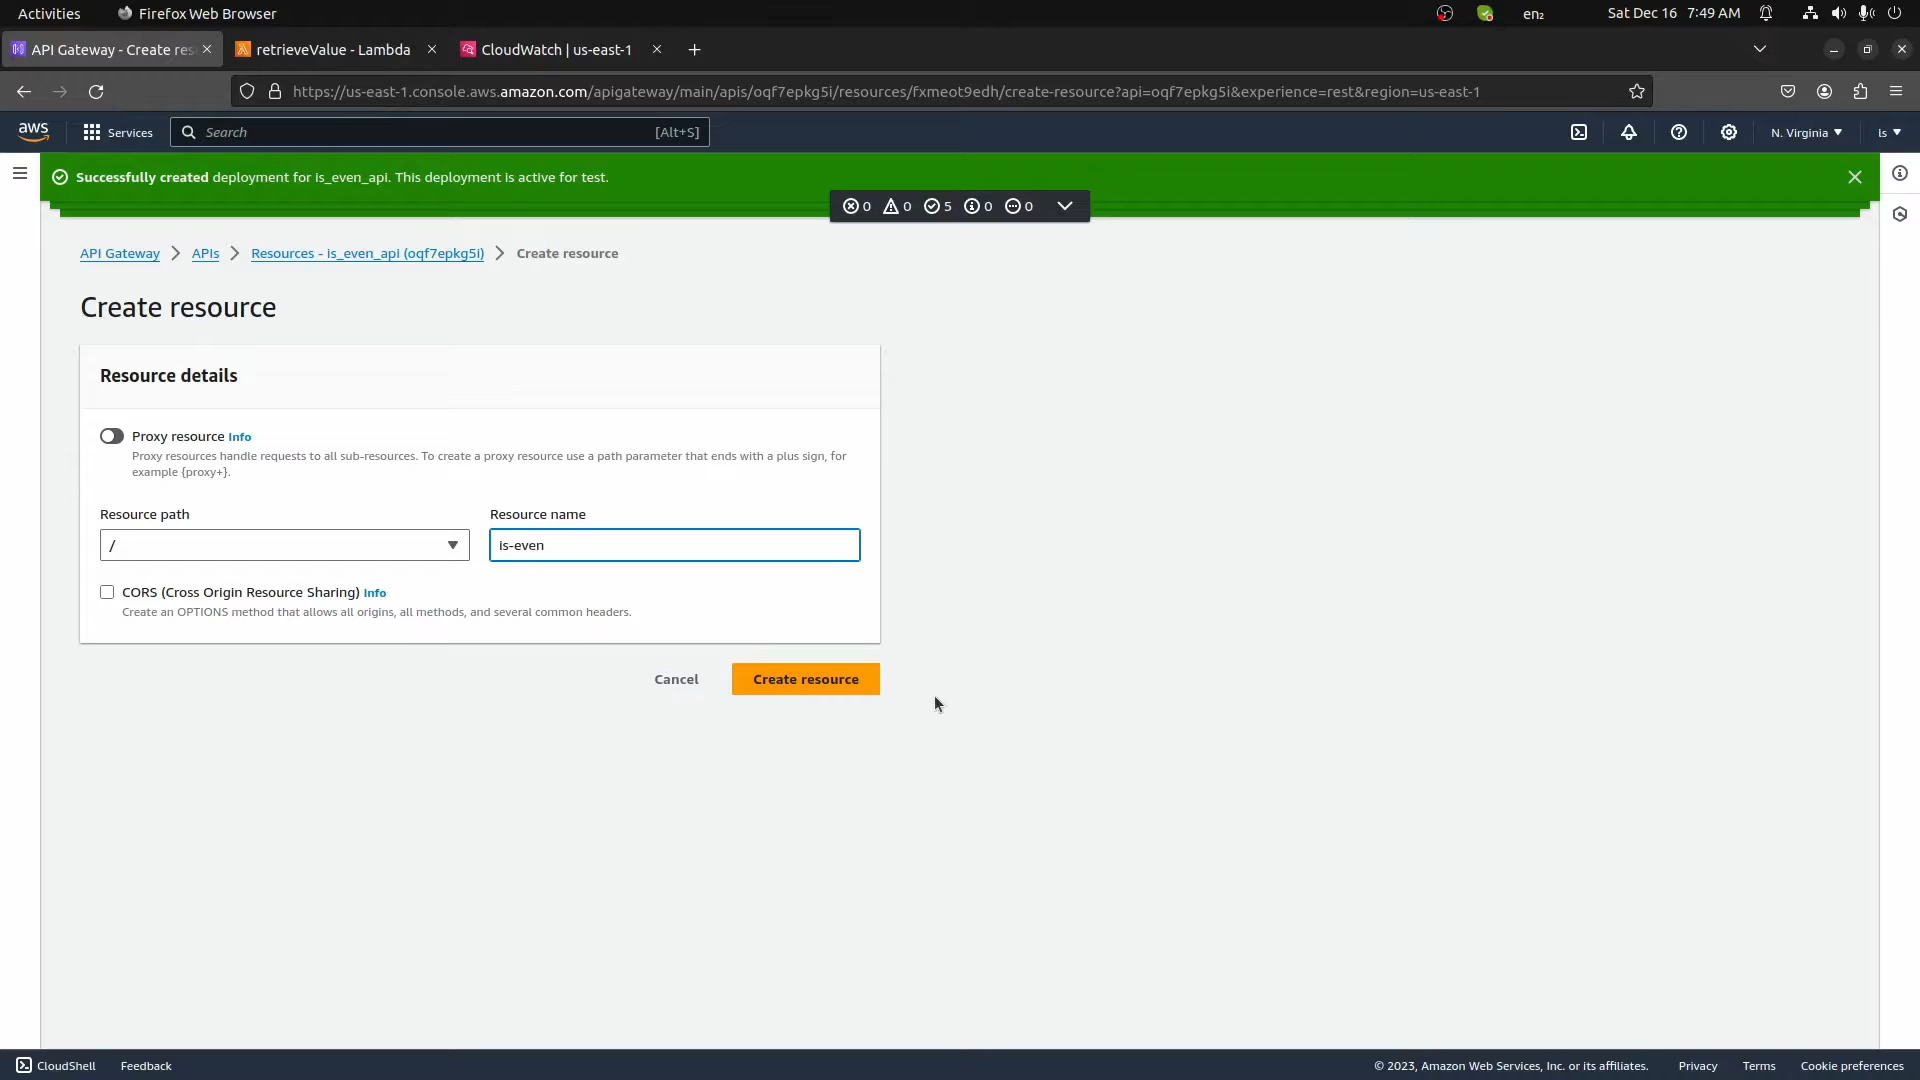 Activities
Firefox Web Browser
en₂
Sat Dec 16 7:49 AM
API Gateway - Create res
retrieveValue - Lambda
CloudWatch | us-east-1
https://us-east-1.console.aws.amazon.com/apigateway/main/apis/oqf7epkg5i/resources/fxmeot9edh/create-resource?api=oqf7epkg5i&experience=rest&region=us-east-1
aws
Services
Search
[Alt+S]
N. Virginia
ls
Successfully created deployment for is_even_api. This deployment is active for test.
0 0 5 0 0
API Gateway
APIs
Resources - is_even_api (oqf7epkg5i)
Create resource
Create resource
Resource details
Proxy resource Info
Proxy resources handle requests to all sub-resources. To create a proxy resource use a path parameter that ends with a plus sign, for
example {proxy+}.
Resource path
Resource name
/
is-even
CORS (Cross Origin Resource Sharing) Info
Create an OPTIONS method that allows all origins, all methods, and several common headers.
Cancel
Create resource
CloudShell
Feedback
© 2023, Amazon Web Services, Inc. or its affiliates.
Privacy
Terms
Cookie preferences